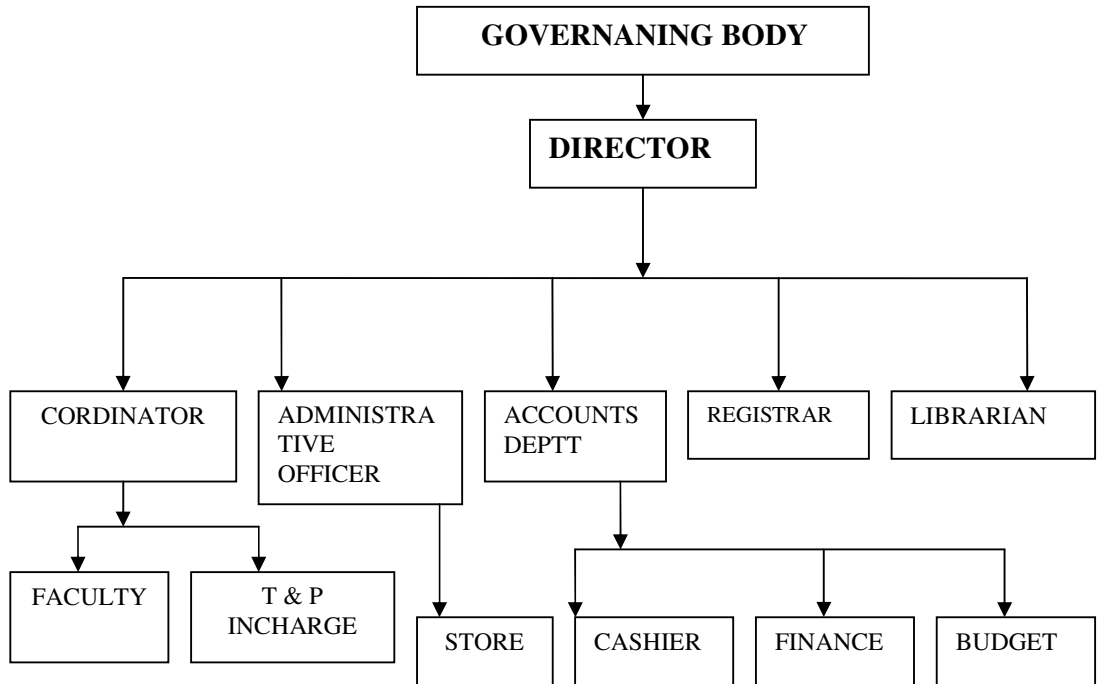 GOVERNANING BODY
DIRECTOR
CORDINATOR
ADMINISTRA
TIVE
OFFICER
ACCOUNTS
DEPTT
REGISTRAR
LIBRARIAN
FACULTY
T & P
INCHARGE
STORE
CASHIER
FINANCE
BUDGET